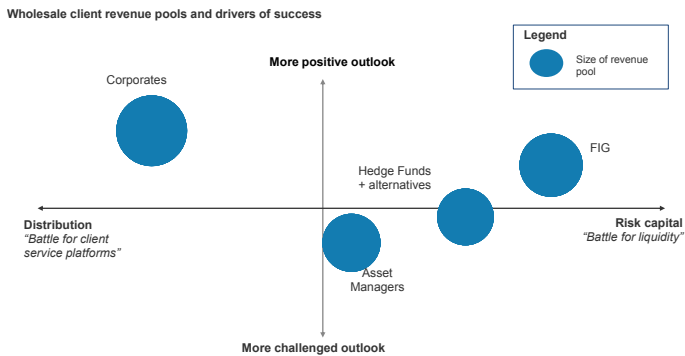 Wholesale client revenue pools and drivers of success
Legend
Size of revenue
pool
More positive outlook
Corporates
FIG
Hedge Funds
+ alternatives
Distribution
“Battle for client
service platforms”
Risk capital
“Battle for liquidity”
Asset
Managers
More challenged outlook